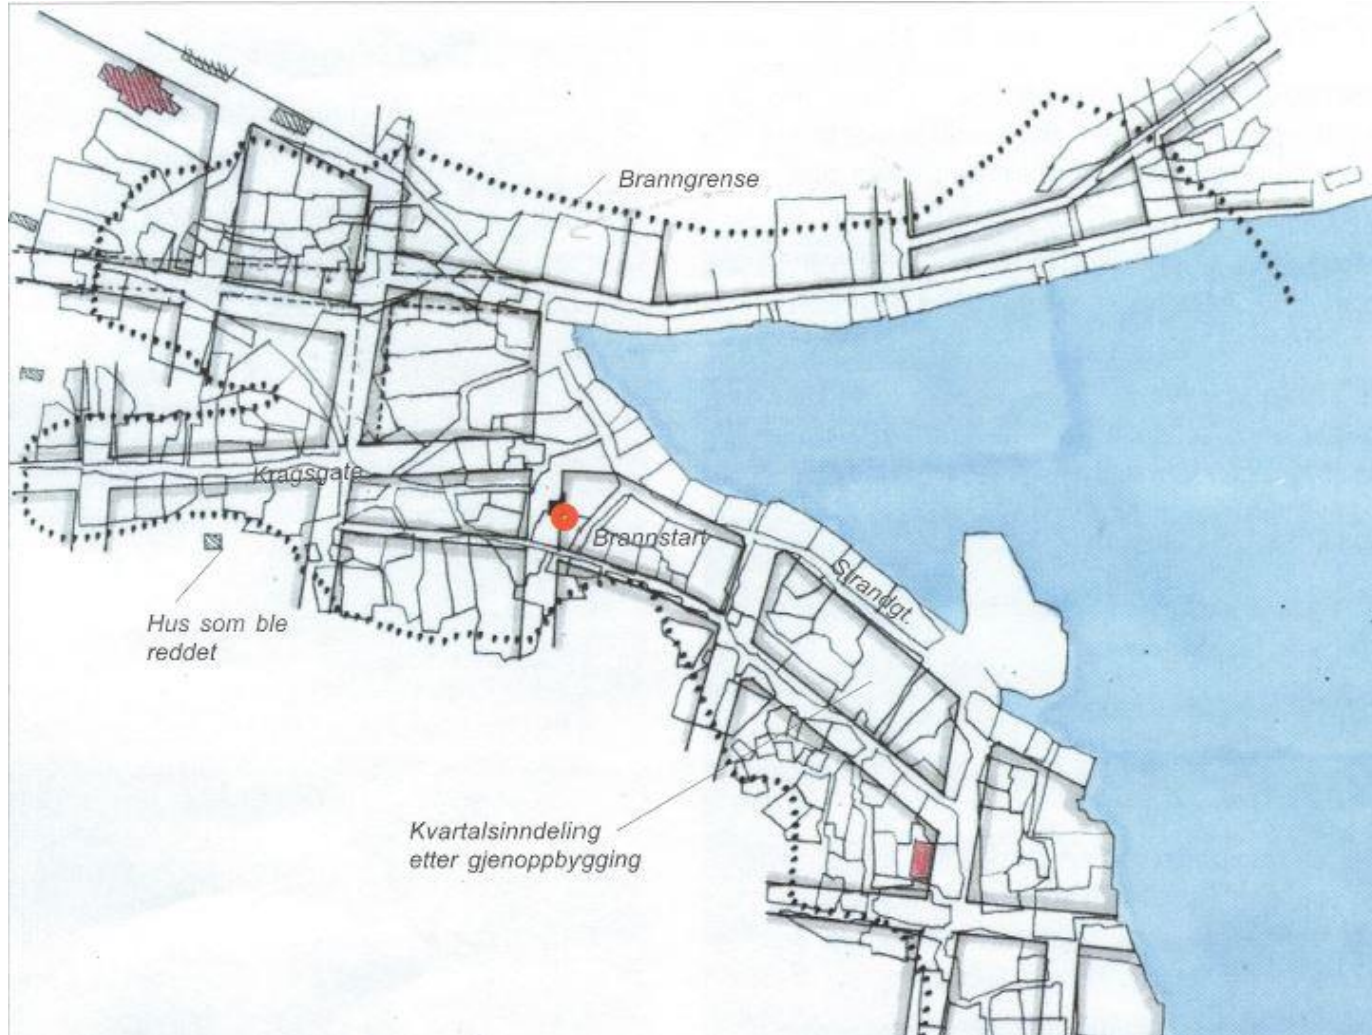 Branngrense
Kragsgate
Brannstart
Strandgt.
Hus som ble
reddet
Kvartalsinndeling
etter gjenoppbygging